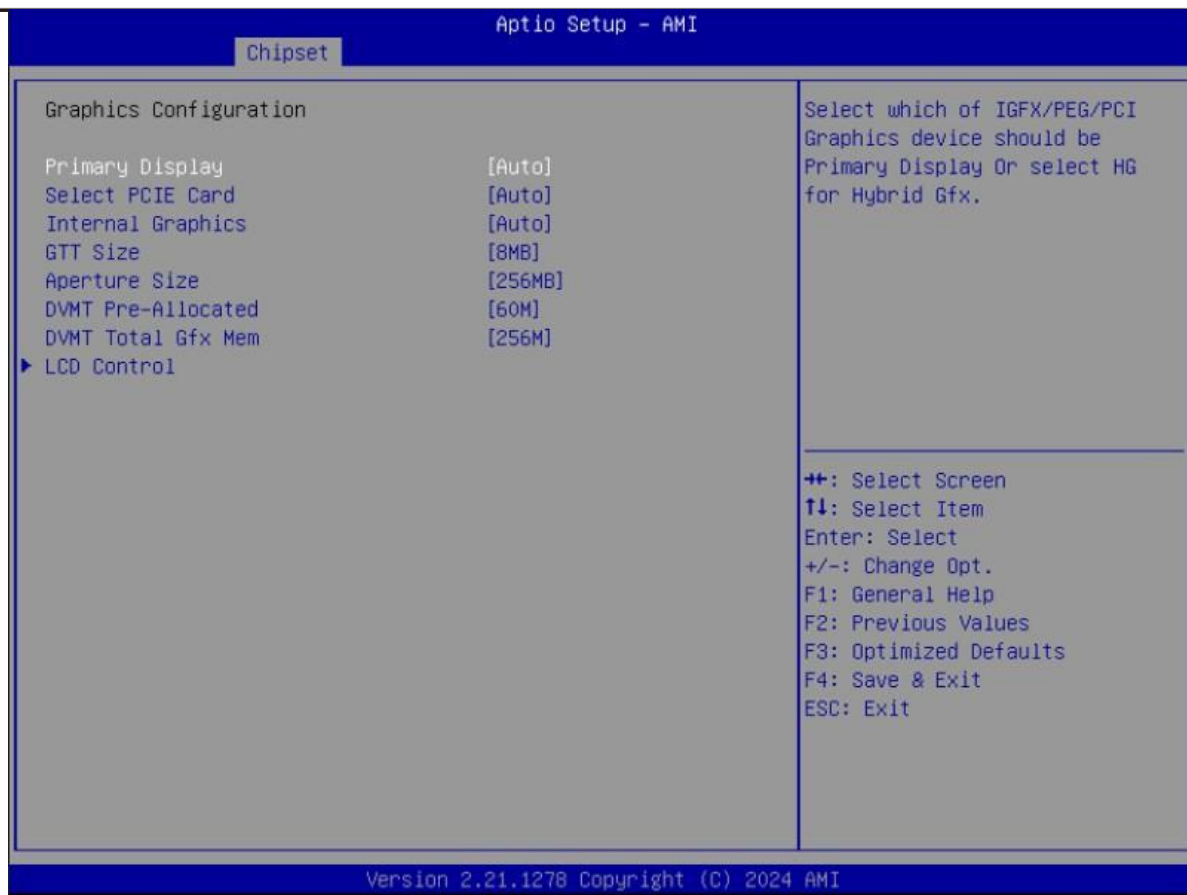 Aptio Setup - AMI
Chipset
Graphics Configuration
Primary Display [Auto]
Select PCIE Card [Auto]
Internal Graphics [Auto]
GTT Size [8MB]
Aperture Size [256MB]
DVMT Pre-Allocated [60M]
DVMT Total Gfx Mem [256M]
LCD Control
Select which of IGFX/PEG/PCI
Graphics device should be
Primary Display Or select HG
for Hybrid Gfx.
→←: Select Screen
↑↓: Select Item
Enter: Select
+/-: Change Opt.
F1: General Help
F2: Previous Values
F3: Optimized Defaults
F4: Save & Exit
ESC: Exit
Version 2.21.1278 Copyright (C) 2024 AMI